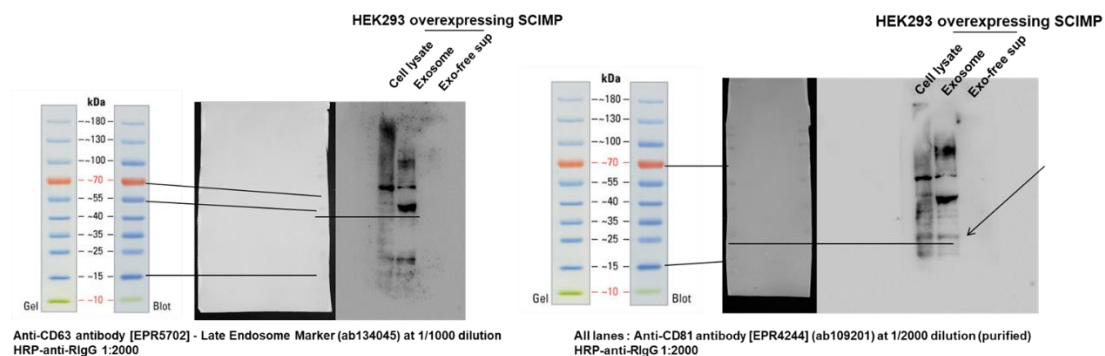 HEK293 overexpressing SCIMP
Cell lysate
Exosome
Exo-free sup
kDa
~180
~130
~100
~70
~55
~40
~35
~25
~15
~10
Gel
Blot
Anti-CD63 antibody [EPR5702] - Late Endosome Marker (ab134045) at 1/1000 dilution
HRP-anti-RIgG 1:2000
HEK293 overexpressing SCIMP
Cell lysate
Exosome
Exo-free sup
kDa
~180
~130
~100
~70
~55
~40
~35
~25
~15
~10
Gel
Blot
All lanes : Anti-CD81 antibody [EPR4244] (ab109201) at 1/2000 dilution (purified)
HRP-anti-RIgG 1:2000